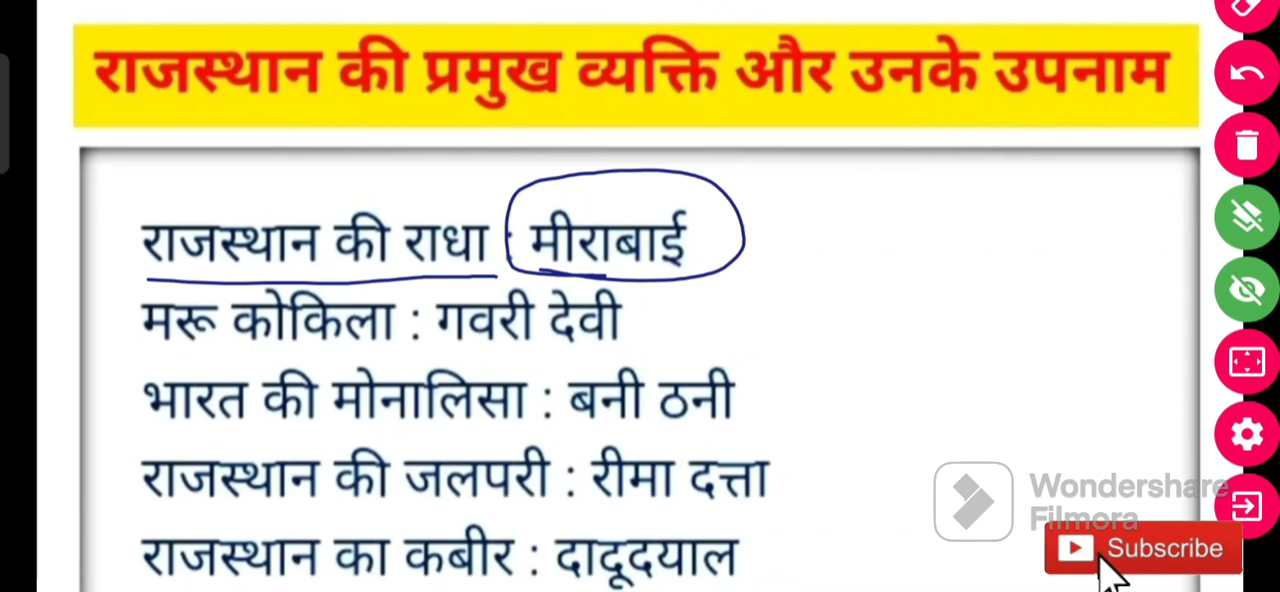 राजस्थान की प्रमुख व्यक्ति और उनके उपनाम
राजस्थान की राधा : मीराबाई
मरू कोकिला : गवरी देवी
भारत की मोनालिसा : बनी ठनी
राजस्थान की जलपरी : रीमा दत्ता
राजस्थान का कबीर : दादूदयाल
Wondershare
Filmora
Subscribe